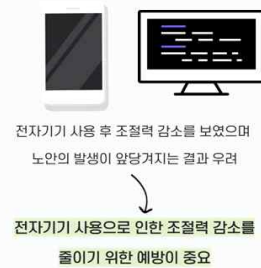 전자기기 사용 후 조절력 감소를 보였으며
노안의 발생이 앞당겨지는 결과 우려
전자기기 사용으로 인한 조절력 감소를
줄이기 위한 예방이 중요